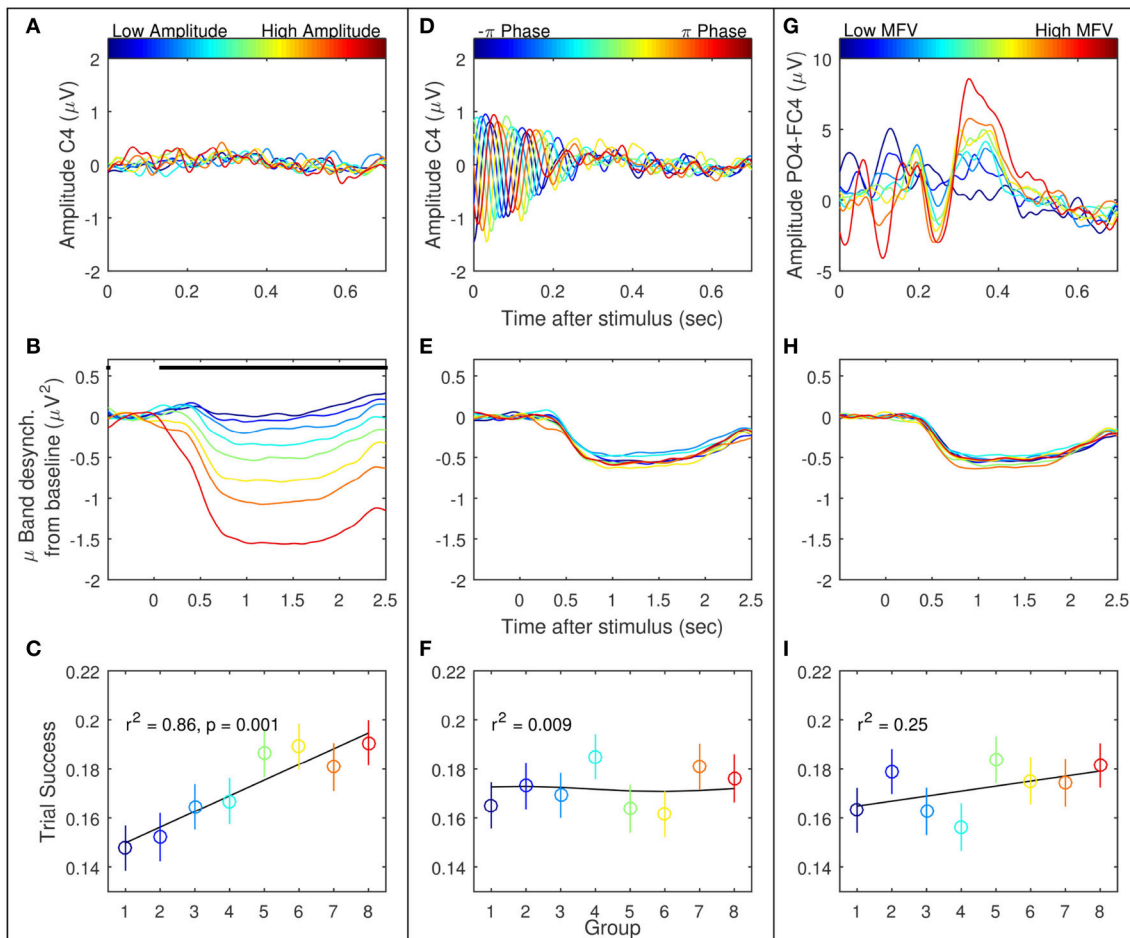 A
Low Amplitude High Amplitude
2
1
0
-1
-2
Amplitude C4 (μV)
0 0.2 0.4 0.6
B
0.5
0
-0.5
-1
-1.5
-2
μ Band desynch.
from baseline (μV²)
0 0.5 1 1.5 2 2.5
C
0.22
0.2
0.18
0.16
0.14
Trial Success
r² = 0.86, p = 0.001
1 2 3 4 5 6 7 8
D
-π Phase π Phase
2
1
0
-1
-2
Amplitude C4 (μV)
0 0.2 0.4 0.6
Time after stimulus (sec)
E
0.5
0
-0.5
-1
-1.5
-2
0 0.5 1 1.5 2 2.5
Time after stimulus (sec)
F
0.22
0.2
0.18
0.16
0.14
r² = 0.009
1 2 3 4 5 6 7 8
Group
G
Low MFV High MFV
10
5
0
-5
Amplitude PO4-FC4 (μV)
0 0.2 0.4 0.6
H
0.5
0
-0.5
-1
-1.5
-2
0 0.5 1 1.5 2 2.5
I
0.22
0.2
0.18
0.16
0.14
r² = 0.25
1 2 3 4 5 6 7 8